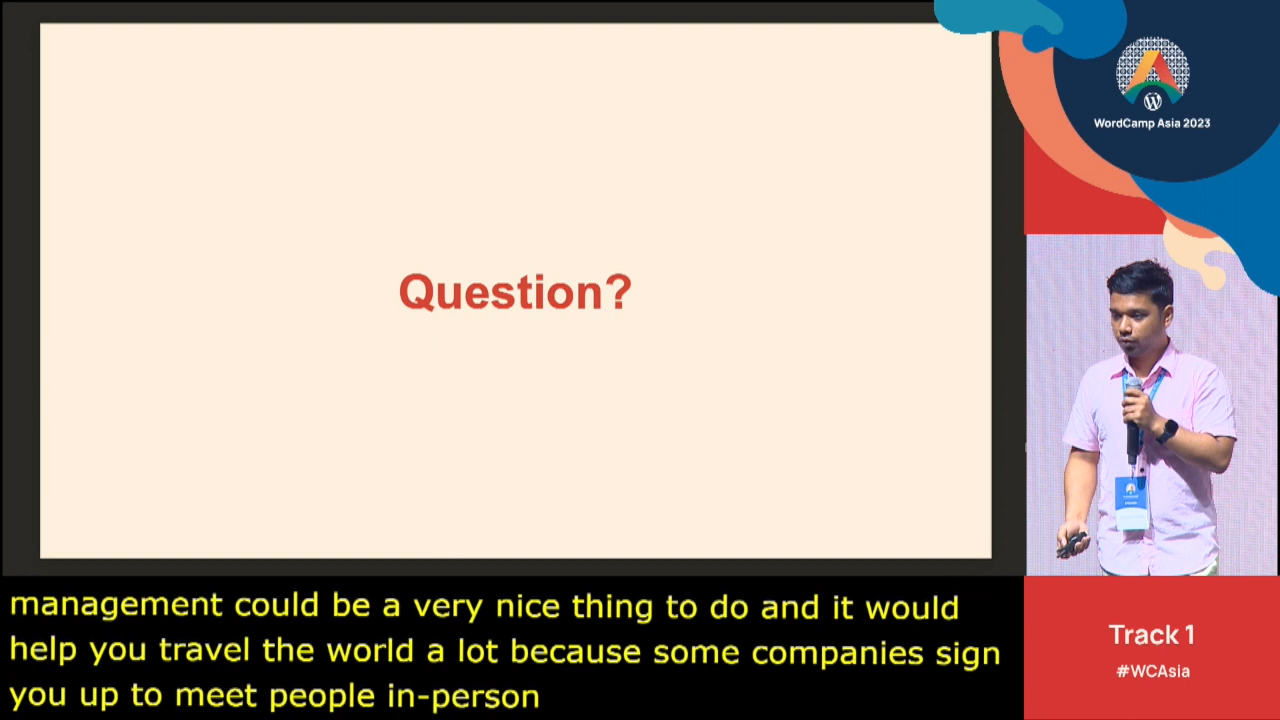 WordCamp Asia 2023
Question?
management could be a very nice thing to do and it would
help you travel the world a lot because some companies sign
you up to meet people in-person
Track 1
#WCAsia